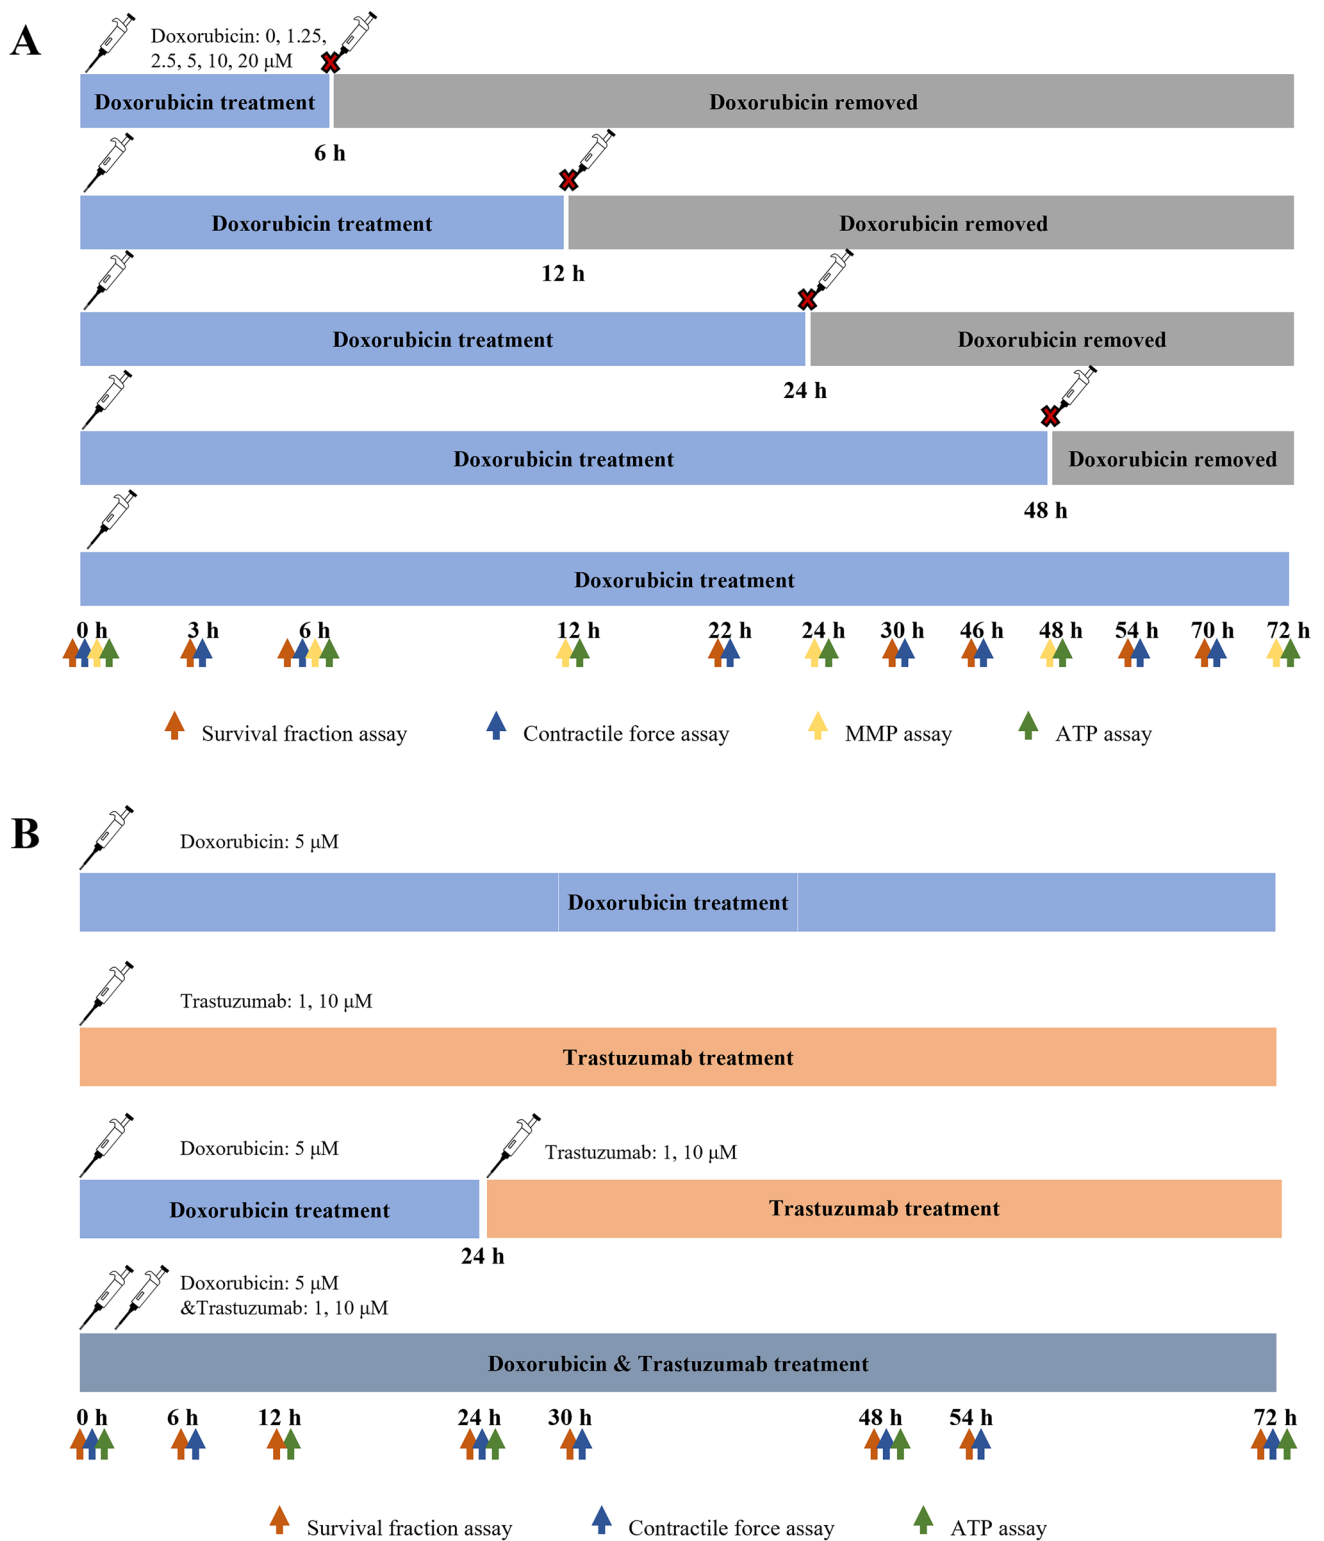 A
Doxorubicin: 0, 1.25,
2.5, 5, 10, 20 μM
Doxorubicin treatment
Doxorubicin removed
6 h
Doxorubicin treatment
Doxorubicin removed
12 h
Doxorubicin treatment
Doxorubicin removed
24 h
Doxorubicin treatment
Doxorubicin removed
48 h
Doxorubicin treatment
0 h 3 h 6 h 12 h 22 h 24 h 30 h 46 h 48 h 54 h 70 h 72 h
Survival fraction assay
Contractile force assay
MMP assay
ATP assay
B
Doxorubicin: 5 μM
Doxorubicin treatment
Trastuzumab: 1, 10 μM
Trastuzumab treatment
Doxorubicin: 5 μM
Trastuzumab: 1, 10 μM
Doxorubicin treatment
Trastuzumab treatment
24 h
Doxorubicin: 5 μM
&Trastuzumab: 1, 10 μM
Doxorubicin & Trastuzumab treatment
0 h 6 h 12 h 24 h 30 h 48 h 54 h 72 h
Survival fraction assay
Contractile force assay
ATP assay